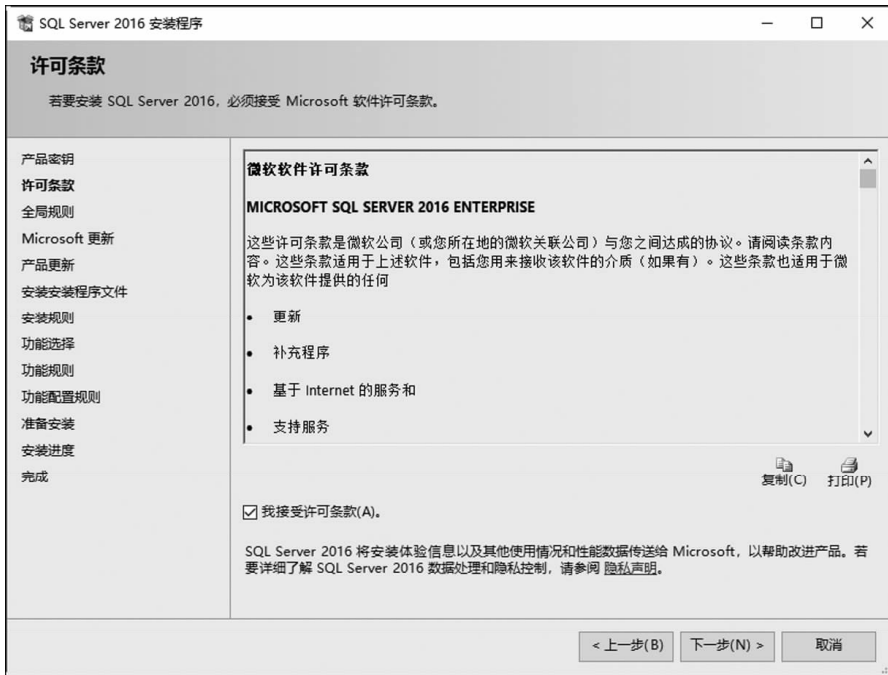 SQL Server 2016 安装程序
许可条款
若要安装 SQL Server 2016，必须接受 Microsoft 软件许可条款。
产品密钥
许可条款
全局规则
Microsoft 更新
产品更新
安装安装程序文件
安装规则
功能选择
功能规则
功能配置规则
准备安装
安装进度
完成
微软软件许可条款
MICROSOFT SQL SERVER 2016 ENTERPRISE
这些许可条款是微软公司（或您所在地的微软关联公司）与您之间达成的协议。请阅读条款内
容。这些条款适用于上述软件，包括您用来接收该软件的介质（如果有）。这些条款也适用于微
软为该软件提供的任何
• 更新
• 补充程序
• 基于 Internet 的服务和
• 支持服务
复制(C) 打印(P)
我接受许可条款(A)。
SQL Server 2016 将安装体验信息以及其他使用情况和性能数据传送给 Microsoft，以帮助改进产品。若
要详细了解 SQL Server 2016 数据处理和隐私控制，请参阅 隐私声明。
< 上一步(B) 下一步(N) > 取消